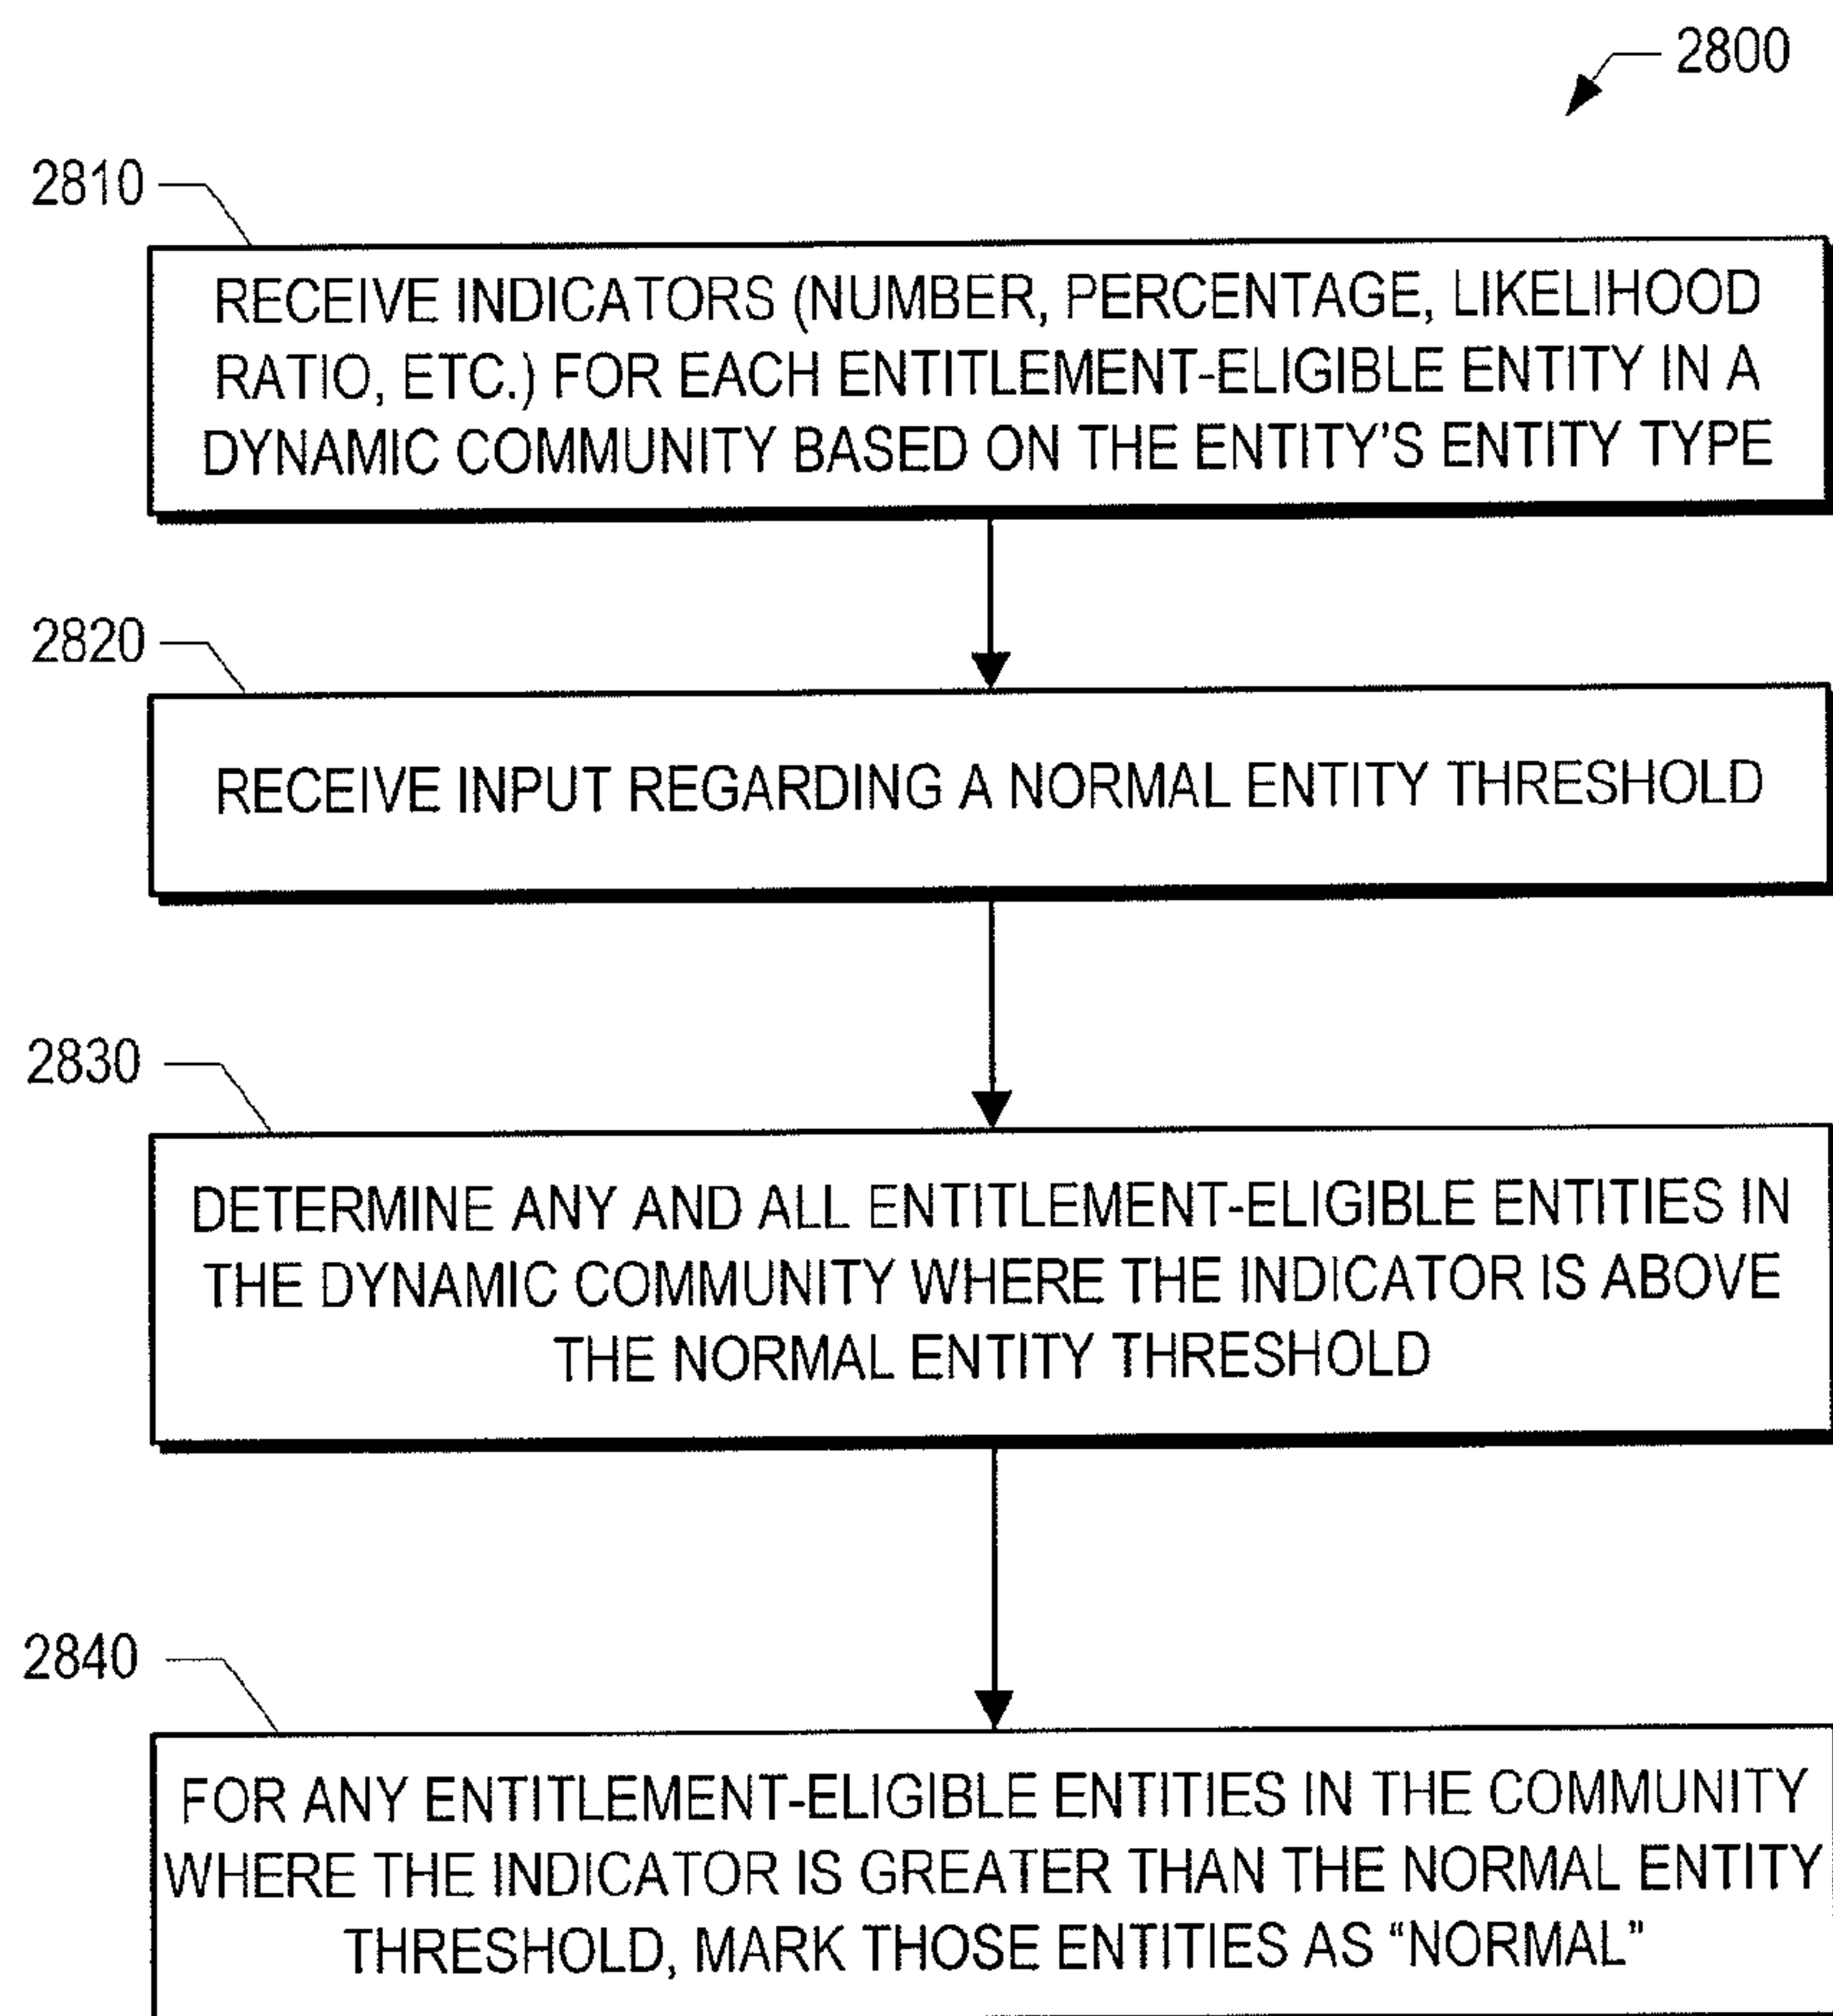 2800
2810
RECEIVE INDICATORS (NUMBER, PERCENTAGE, LIKELIHOOD
RATIO, ETC.) FOR EACH ENTITLEMENT-ELIGIBLE ENTITY IN A
DYNAMIC COMMUNITY BASED ON THE ENTITY'S ENTITY TYPE
2820
RECEIVE INPUT REGARDING A NORMAL ENTITY THRESHOLD
2830
DETERMINE ANY AND ALL ENTITLEMENT-ELIGIBLE ENTITIES IN
THE DYNAMIC COMMUNITY WHERE THE INDICATOR IS ABOVE
THE NORMAL ENTITY THRESHOLD
2840
FOR ANY ENTITLEMENT-ELIGIBLE ENTITIES IN THE COMMUNITY
WHERE THE INDICATOR IS GREATER THAN THE NORMAL ENTITY
THRESHOLD, MARK THOSE ENTITIES AS “NORMAL”